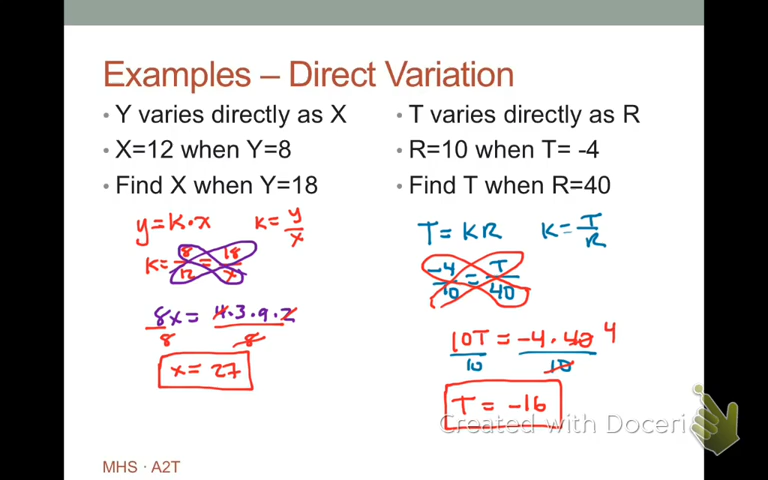 Examples – Direct Variation
• Y varies directly as X
• X=12 when Y=8
• Find X when Y=18
y=K·x K=y/x
K=8/12=18/x
8x=4·3·9·2
8 8
x=27
• T varies directly as R
• R=10 when T= -4
• Find T when R=40
T=KR K=T/R
-4/10=T/40
10T=-4·40 4
10 10
T=-16
Created with Doceri
MHS · A2T